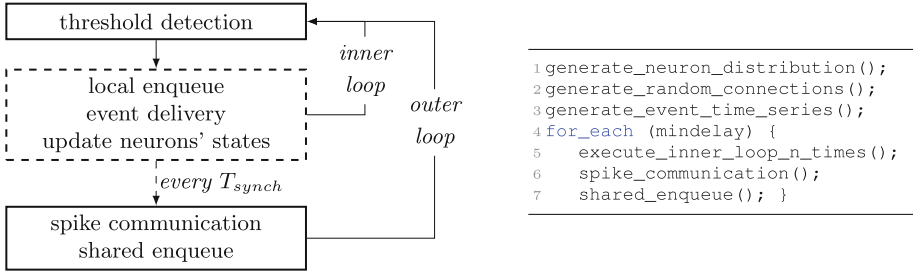 threshold detection
inner
loop
local enqueue
event delivery
update neurons' states
outer
loop
every T_synch
spike communication
shared enqueue
1 generate_neuron_distribution();
2 generate_random_connections();
3 generate_event_time_series();
4 for_each (mindelay) {
5 execute_inner_loop_n_times();
6 spike_communication();
7 shared_enqueue(); }